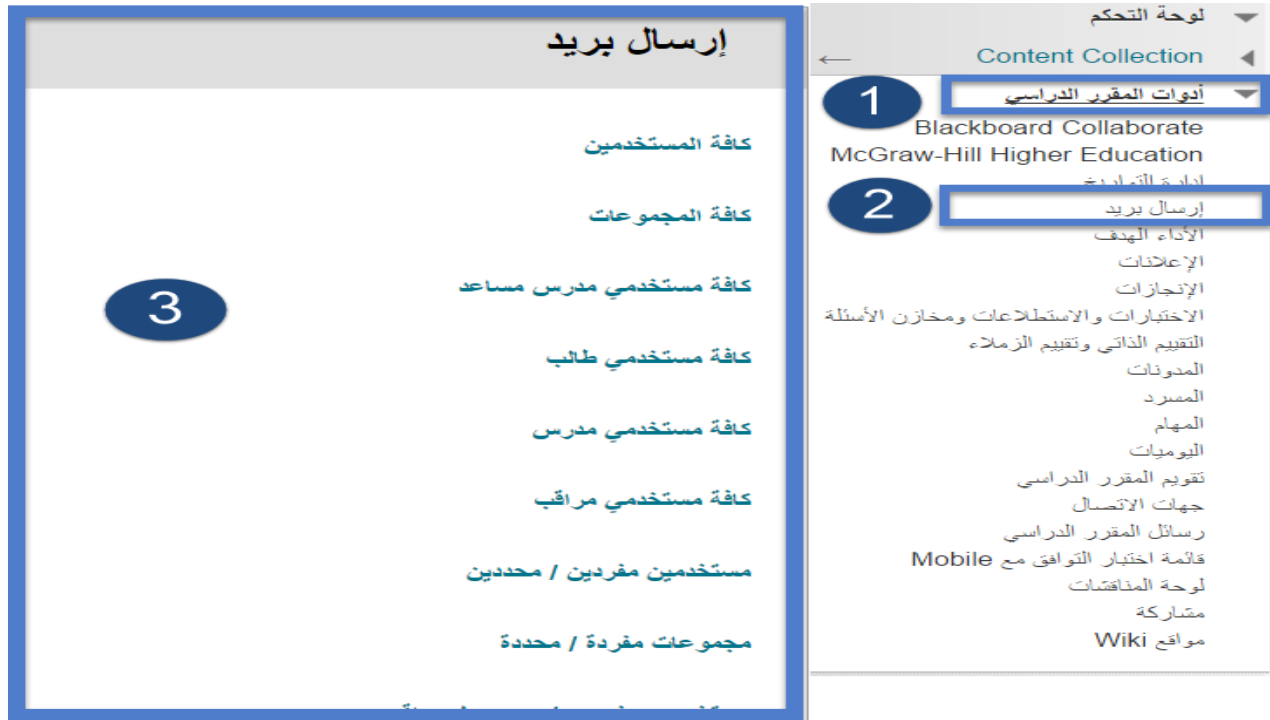 لوحة التحكم
Content Collection
1
أدوات المقرر الدراسي
Blackboard Collaborate
McGraw-Hill Higher Education
إدارة التواريخ
2
إرسال بريد
الأداء الهدف
الإعلانات
الإنجازات
الاختبارات والاستطلاعات ومخازن الأسئلة
التقييم الذاتي وتقييم الزملاء
المدونات
المسرد
المهام
اليوميات
تقويم المقرر الدراسي
جهات الاتصال
رسائل المقرر الدراسي
قائمة اختبار التوافق مع Mobile
لوحة المناقشات
مشاركة
مواقع Wiki
إرسال بريد
كافة المستخدمين
كافة المجموعات
كافة مستخدمي مدرس مساعد
3
كافة مستخدمي طالب
كافة مستخدمي مدرس
كافة مستخدمي مراقب
مستخدمين مفردين / محددين
مجموعات مفردة / محددة